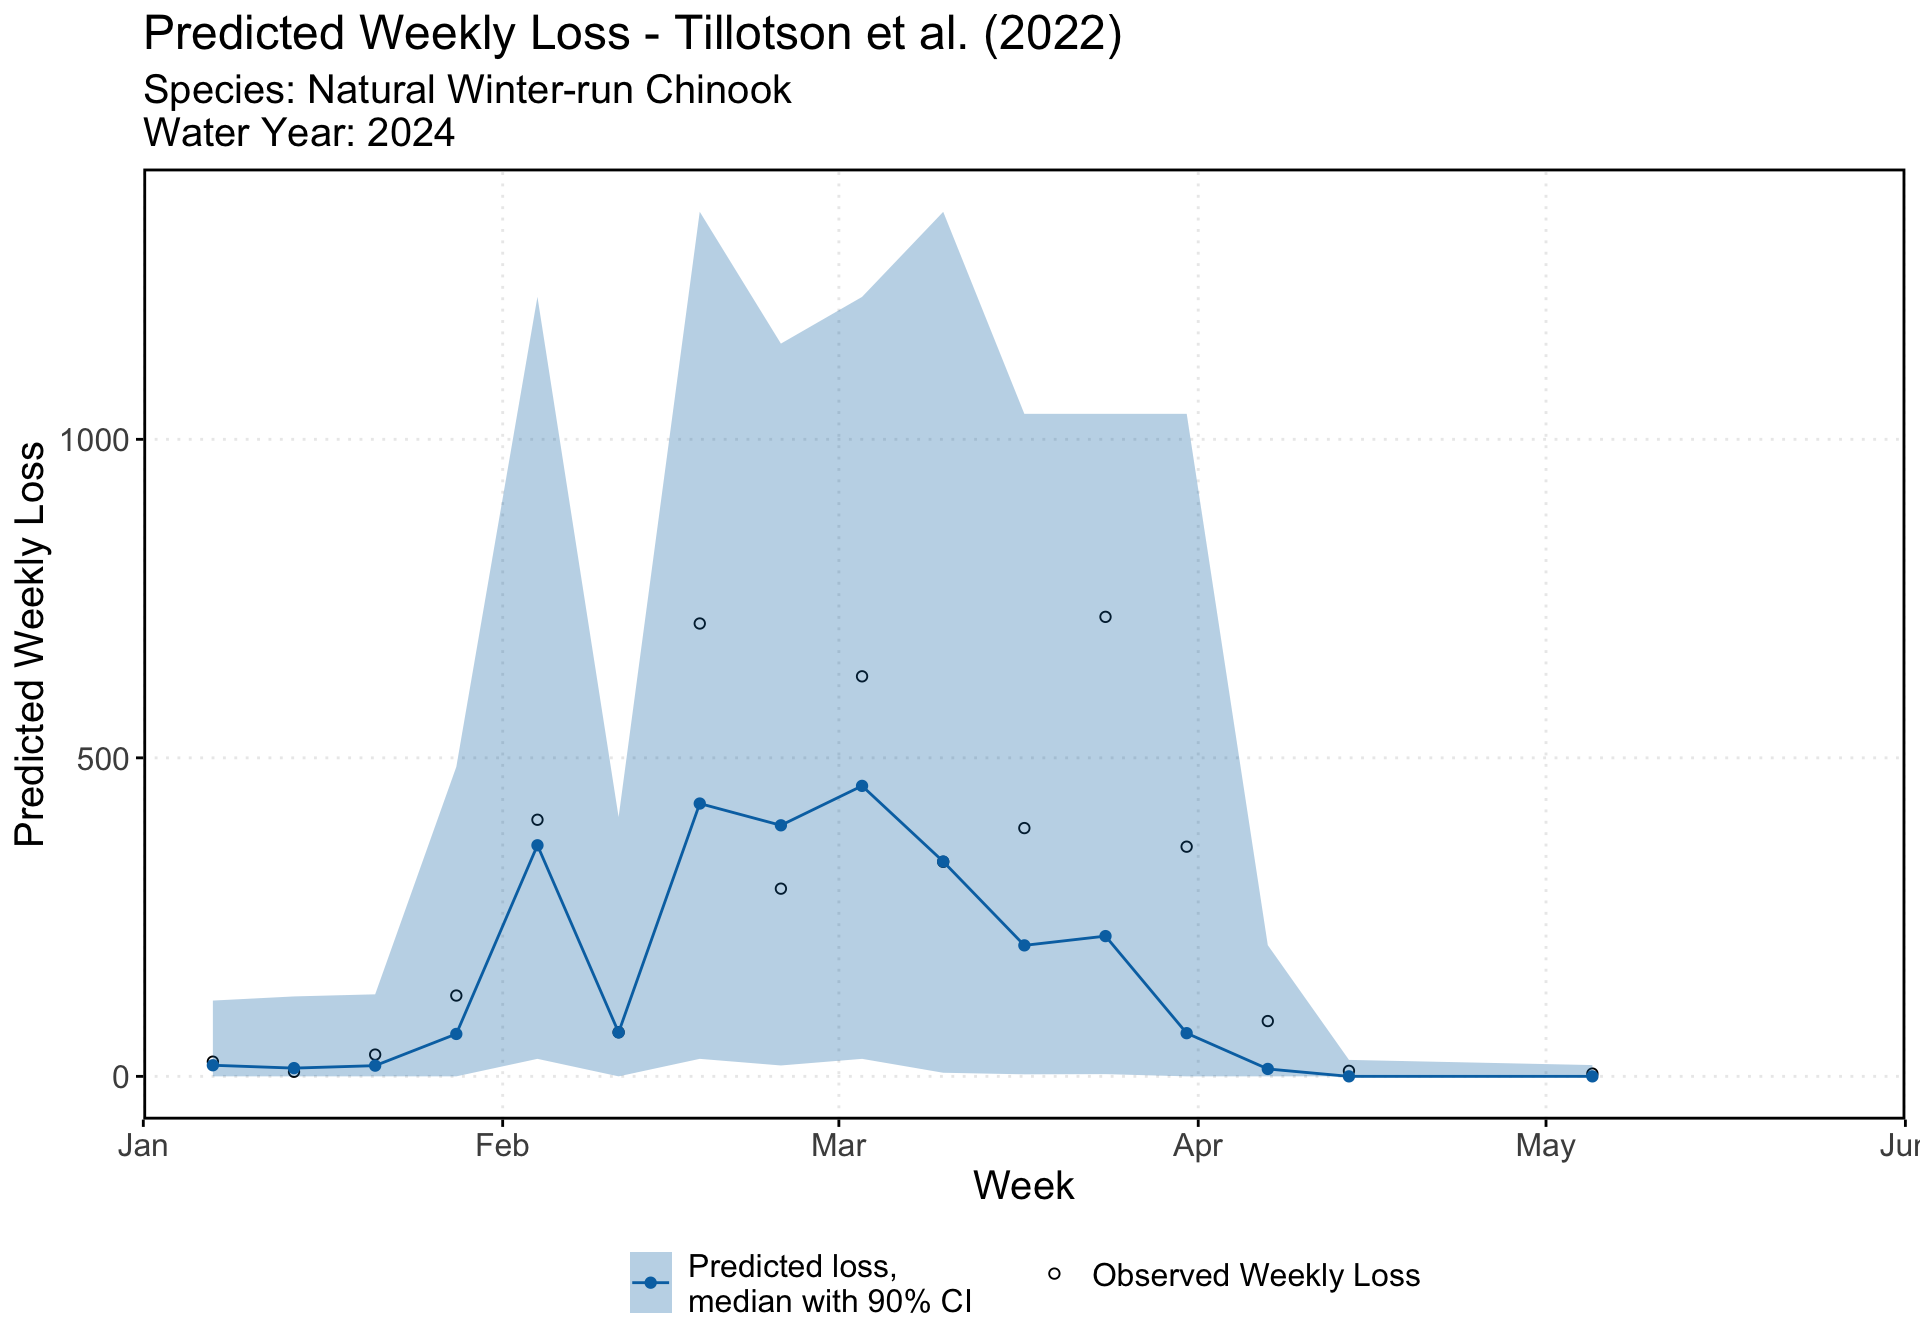 Predicted Weekly Loss - Tillotson et al. (2022)
Species: Natural Winter-run Chinook
Water Year: 2024
Predicted Weekly Loss
1000
500
0
Jan Feb Mar Apr May Jun
Week
Predicted loss,
median with 90% CI
Observed Weekly Loss